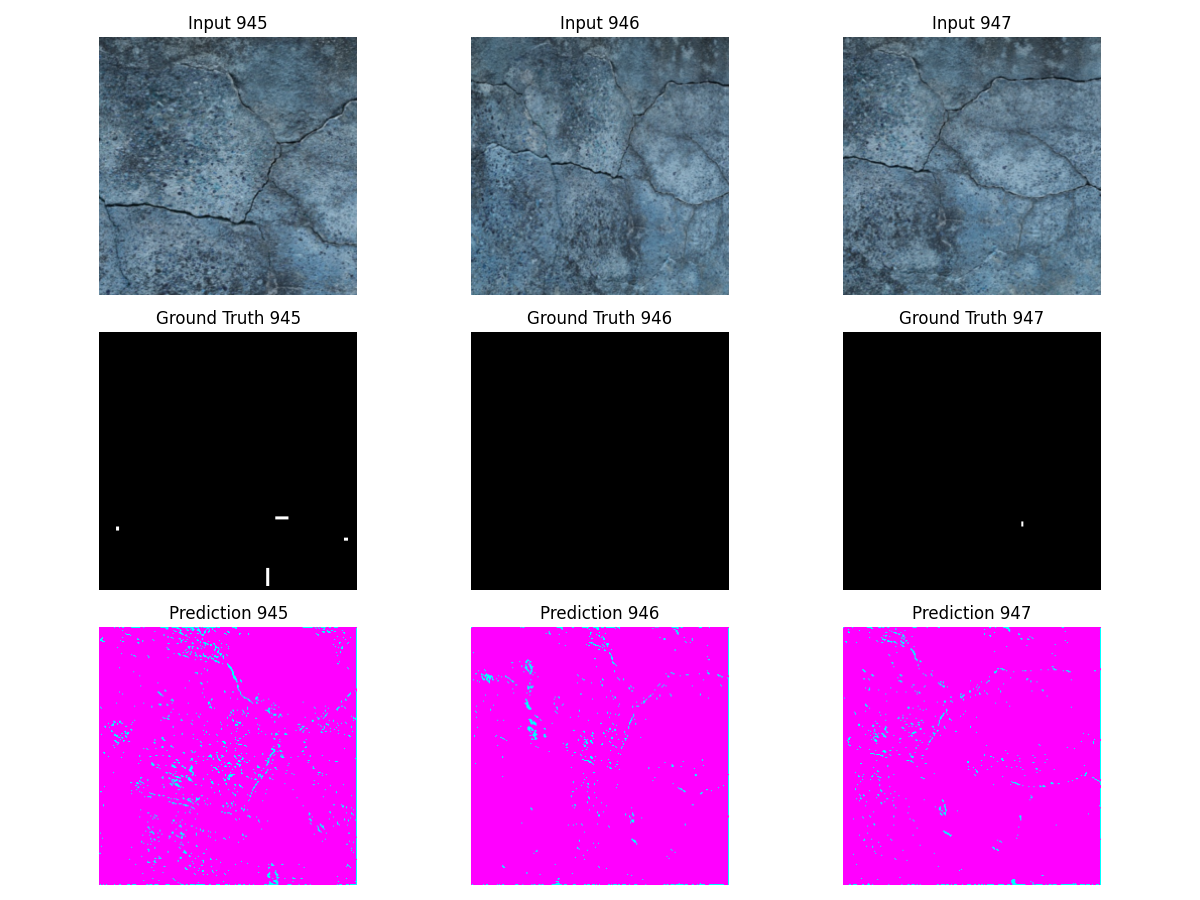 Input 945
Input 946
Input 947
Ground Truth 945
Ground Truth 946
Ground Truth 947
Prediction 945
Prediction 946
Prediction 947